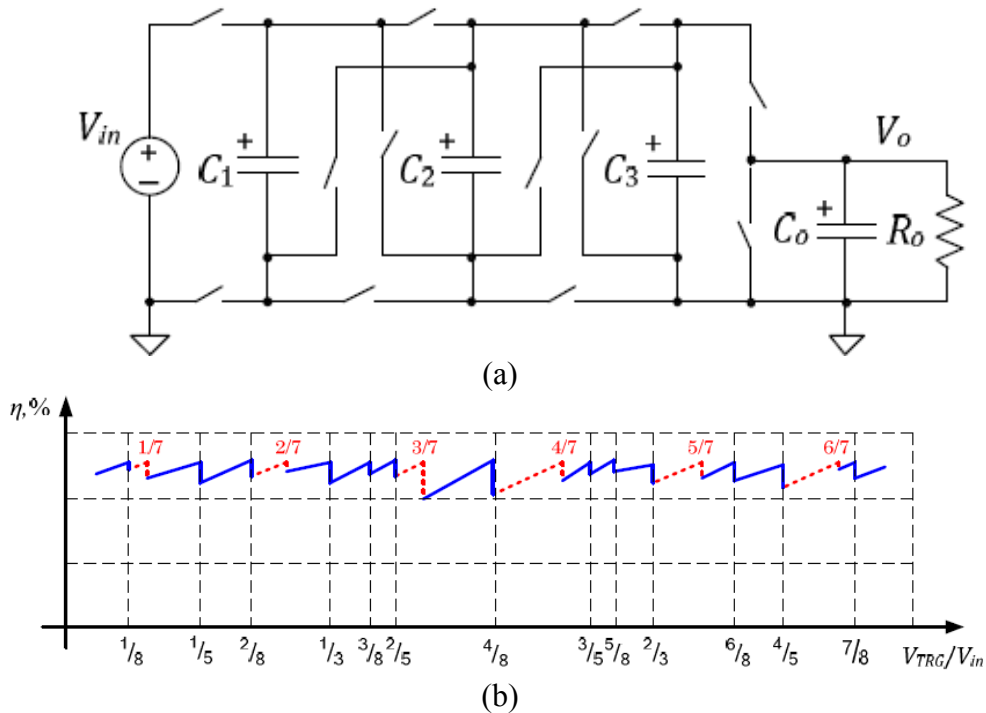 V_in + −
C_1 +
C_2 +
C_3 +
V_o
C_o +
R_o
(a)
η,%
1/7 2/7 3/7 4/7 5/7 6/7
1/8 1/5 2/8 1/3 3/8 2/5 4/8 3/5 5/8 2/3 6/8 4/5 7/8 V_TRG/V_in
(b)